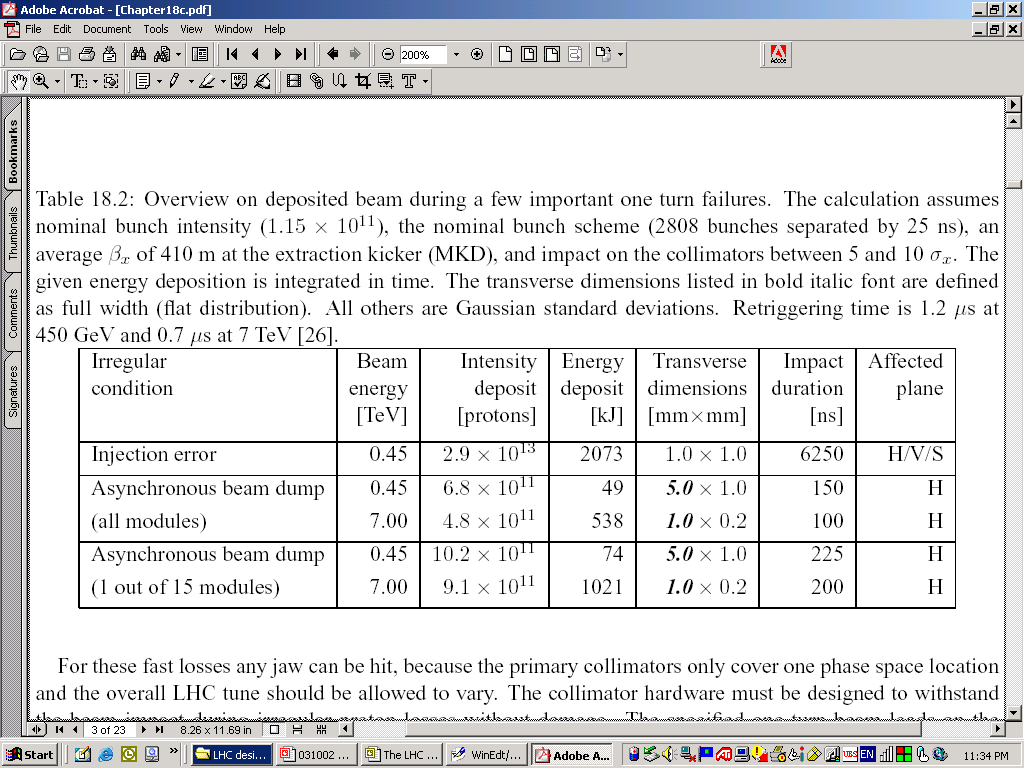 Adobe Acrobat - [Chapter18c.pdf]
File Edit Document Tools View Window Help
200%
Adobe
Bookmarks
Thumbnails
Comments
Signatures
Table 18.2: Overview on deposited beam during a few important one turn failures. The calculation assumes
nominal bunch intensity (1.15 × 10¹¹), the nominal bunch scheme (2808 bunches separated by 25 ns), an
average βₓ of 410 m at the extraction kicker (MKD), and impact on the collimators between 5 and 10 σₓ. The
given energy deposition is integrated in time. The transverse dimensions listed in bold italic font are defined
as full width (flat distribution). All others are Gaussian standard deviations. Retriggering time is 1.2 μs at
450 GeV and 0.7 μs at 7 TeV [26].
Irregular Beam Intensity Energy Transverse Impact Affected
condition energy deposit deposit dimensions duration plane
[TeV] [protons] [kJ] [mm×mm] [ns]
Injection error 0.45 2.9 × 10¹³ 2073 1.0 × 1.0 6250 H/V/S
Asynchronous beam dump 0.45 6.8 × 10¹¹ 49 5.0 × 1.0 150 H
(all modules) 7.00 4.8 × 10¹¹ 538 1.0 × 0.2 100 H
Asynchronous beam dump 0.45 10.2 × 10¹¹ 74 5.0 × 1.0 225 H
(1 out of 15 modules) 7.00 9.1 × 10¹¹ 1021 1.0 × 0.2 200 H
For these fast losses any jaw can be hit, because the primary collimators only cover one phase space location
and the overall LHC tune should be allowed to vary. The collimator hardware must be designed to withstand
3 of 23 8.26 x 11.69 in
Start » LHC desi... 031002 ... The LHC ... WinEdt/... Adobe A... EN 11:34 PM